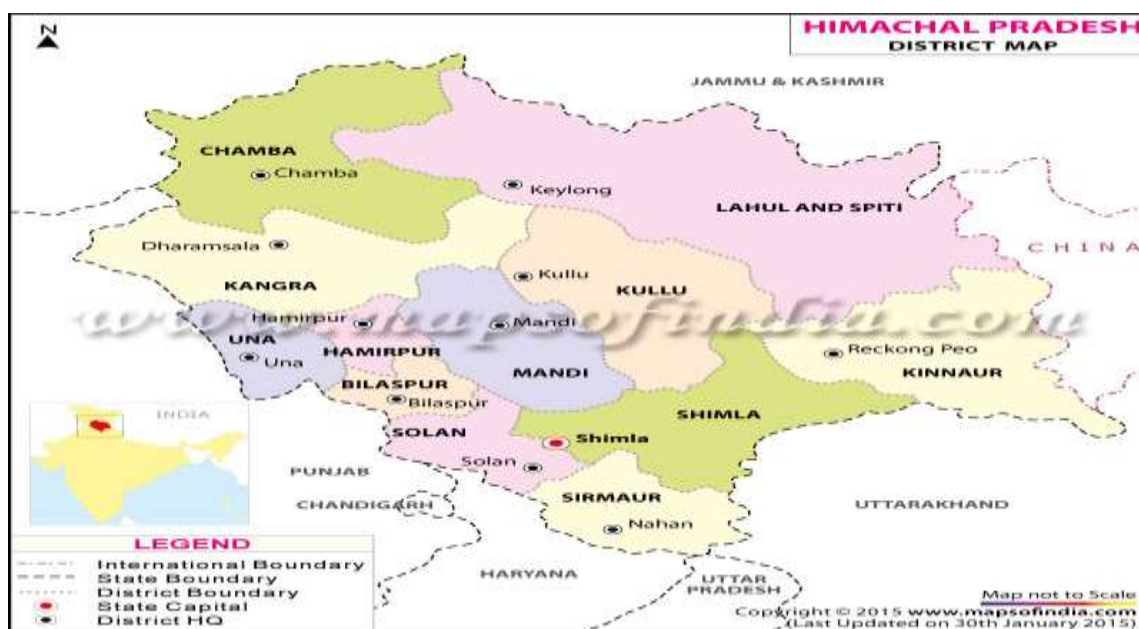 N
HIMACHAL PRADESH
DISTRICT MAP
JAMMU & KASHMIR
CHAMBA
Chamba
Keylong
LAHUL AND SPITI
CHINA
Dharamsala
KANGRA
Kullu
KULLU
www.mapsofindia.com
Hamirpur
Mandi
UNA
Una
HAMIRPUR
Reckong Peo
KINNAUR
MANDI
BILASPUR
Bilaspur
SHIMLA
INDIA
SOLAN
Shimla
Solan
PUNJAB
SIRMAUR
CHANDIGARH
UTTARAKHAND
Nahan
LEGEND
International Boundary
State Boundary
District Boundary
State Capital
District HQ
HARYANA
UTTAR
PRADESH
Map not to Scale
Copyright © 2015 www.mapsofindia.com
(Last Updated on 30th January 2015)